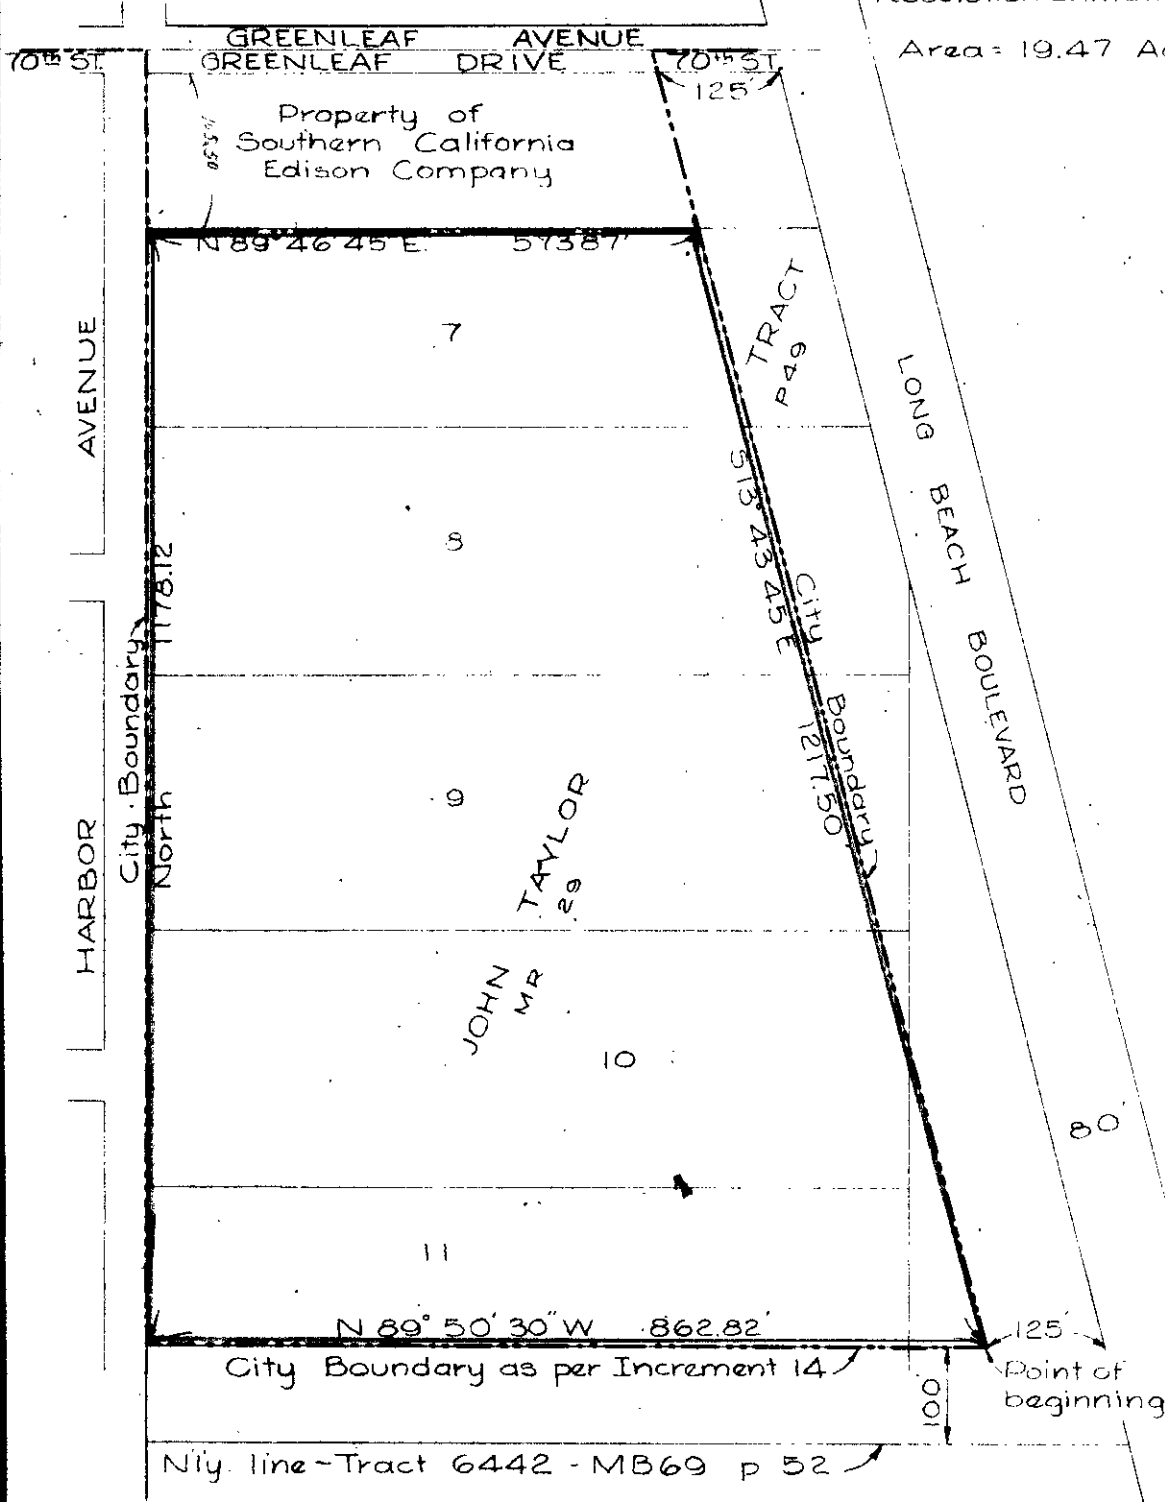 Area = 19.47
GREENLEAF AVENUE
70th ST.
GREENLEAF DRIVE
70th ST.
125'
Property of
Southern California
Edison Company
N 89° 46 45 E. 573.87'
7
TRACT
P 49
AVENUE
LONG BEACH BOULEVARD
S 13° 43 45 E 1217.50'
City Boundary
8
City Boundary
North 1178.12
9
HARBOR
JOHN TAYLOR
MR 29
10
80'
11
N 89° 50' 30" W 862.82'
125'
City Boundary as per Increment 14
Point of
beginning
100
N'ly. line - Tract 6442 - MB69 p 52